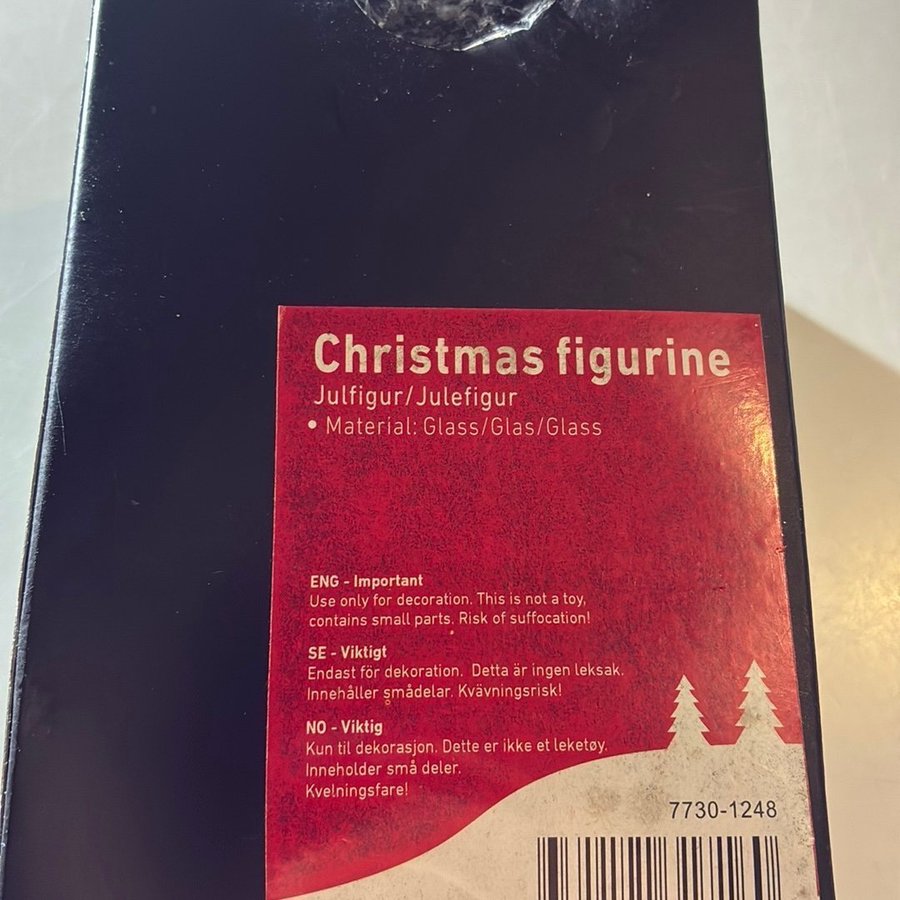 Christmas figurine
Julfigur/Julefigur
• Material: Glass/Glas/Glass
ENG - Important
Use only for decoration. This is not a toy,
contains small parts. Risk of suffocation!
SE - Viktigt
Endast för dekoration. Detta är ingen leksak.
Innehåller smådelar. Kvävningsrisk!
NO - Viktig
Kun til dekorasjon. Dette er ikke et leketøy.
Inneholder små deler.
Kvelningsfare!
7730-1248